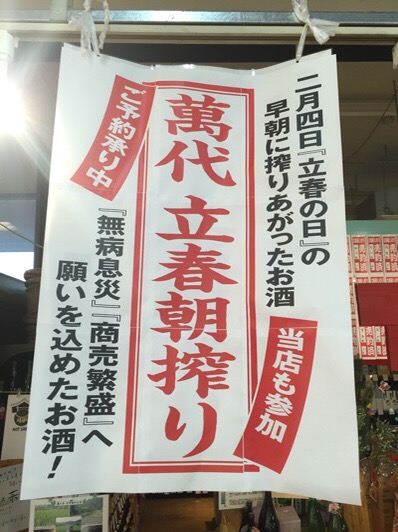 二月四日『立春の日』の
早朝に搾りあがったお酒
当店も参加
萬代 立春朝搾り
ご予約承り中
『無病息災』『商売繁盛』へ
願いを込めたお酒！